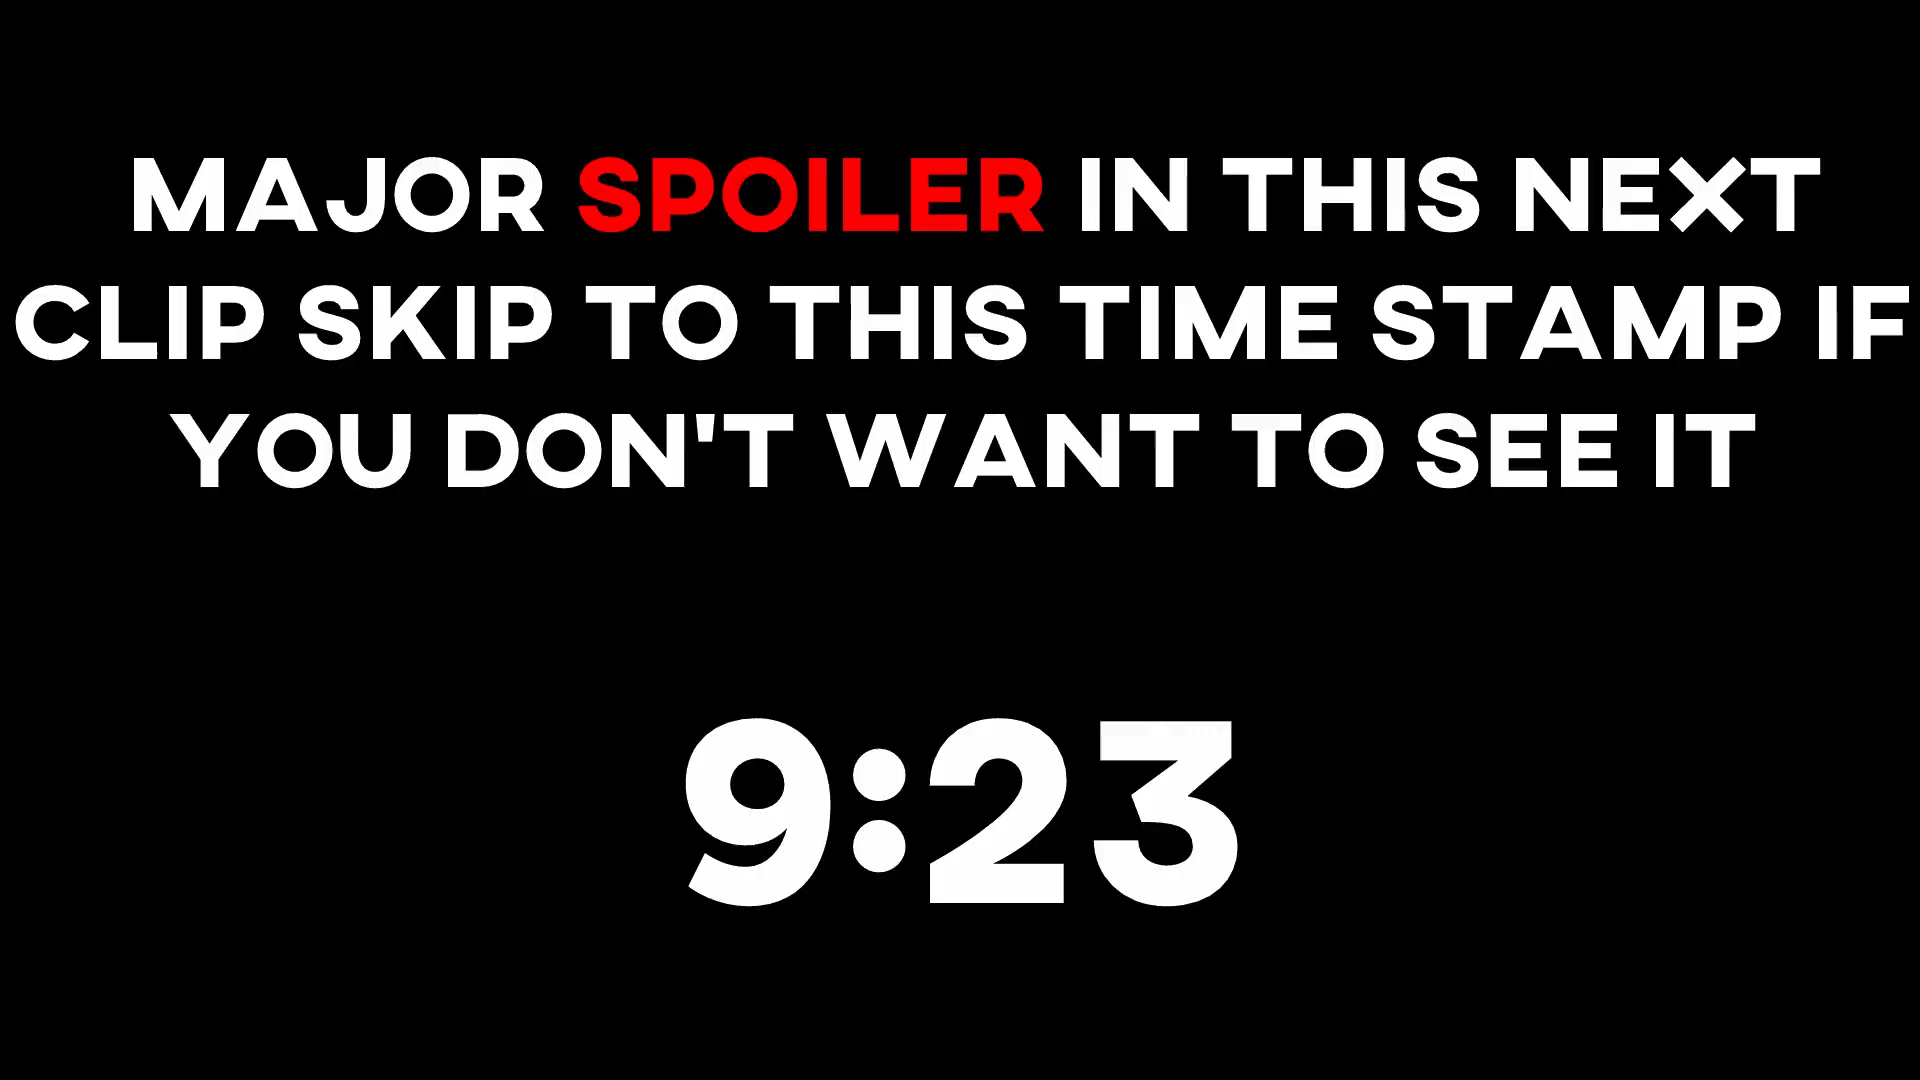 MAJOR SPOILER IN THIS NEXT
CLIP SKIP TO THIS TIME STAMP IF
YOU DON'T WANT TO SEE IT
9:23